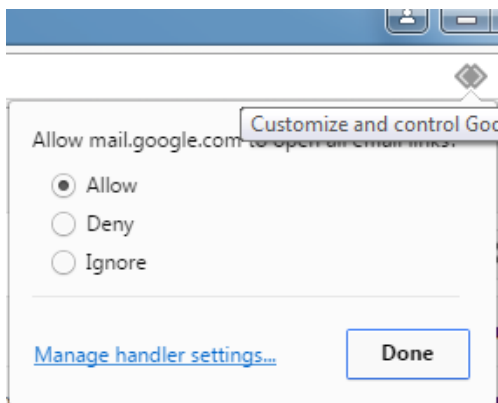 Customize and control Goo
Allow mail.google.com to open all email links?
Allow
Deny
Ignore
Manage handler settings...
Done